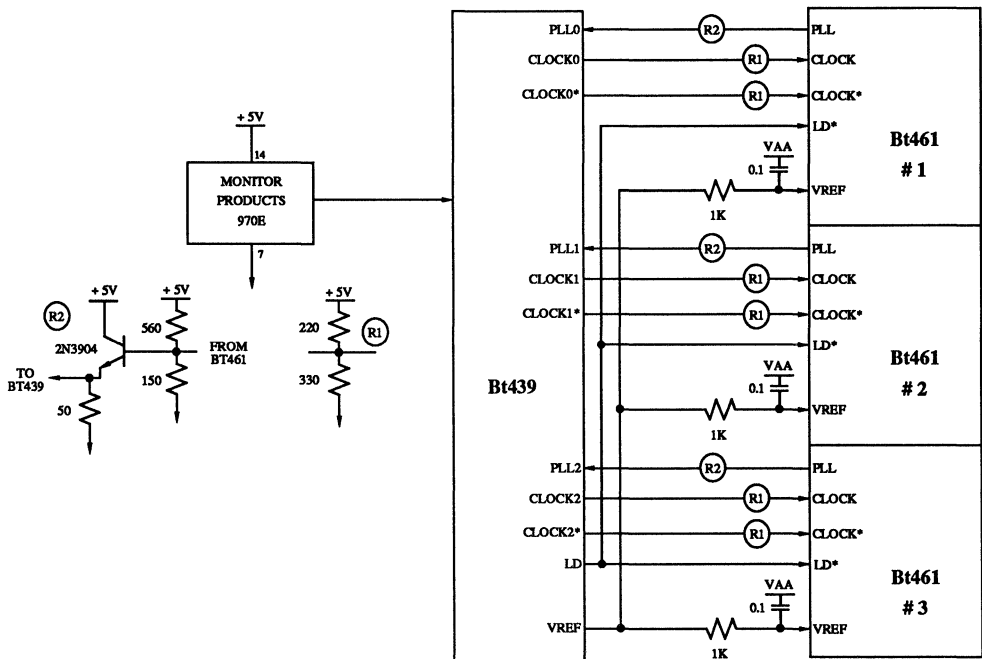 PLL0
R2
PLL
CLOCK0
R1
CLOCK
CLOCK0*
R1
CLOCK*
LD*
Bt461
# 1
VAA
0.1
VREF
1K
+ 5V
14
MONITOR
PRODUCTS
970E
7
PLL1
R2
PLL
CLOCK1
R1
CLOCK
CLOCK1*
R1
CLOCK*
LD*
Bt461
# 2
VAA
0.1
VREF
1K
R2
+ 5V
+ 5V
560
2N3904
FROM
BT461
TO
BT439
150
50
+ 5V
220
R1
330
Bt439
PLL2
R2
PLL
CLOCK2
R1
CLOCK
CLOCK2*
R1
CLOCK*
LD
LD*
Bt461
# 3
VAA
0.1
VREF
VREF
1K